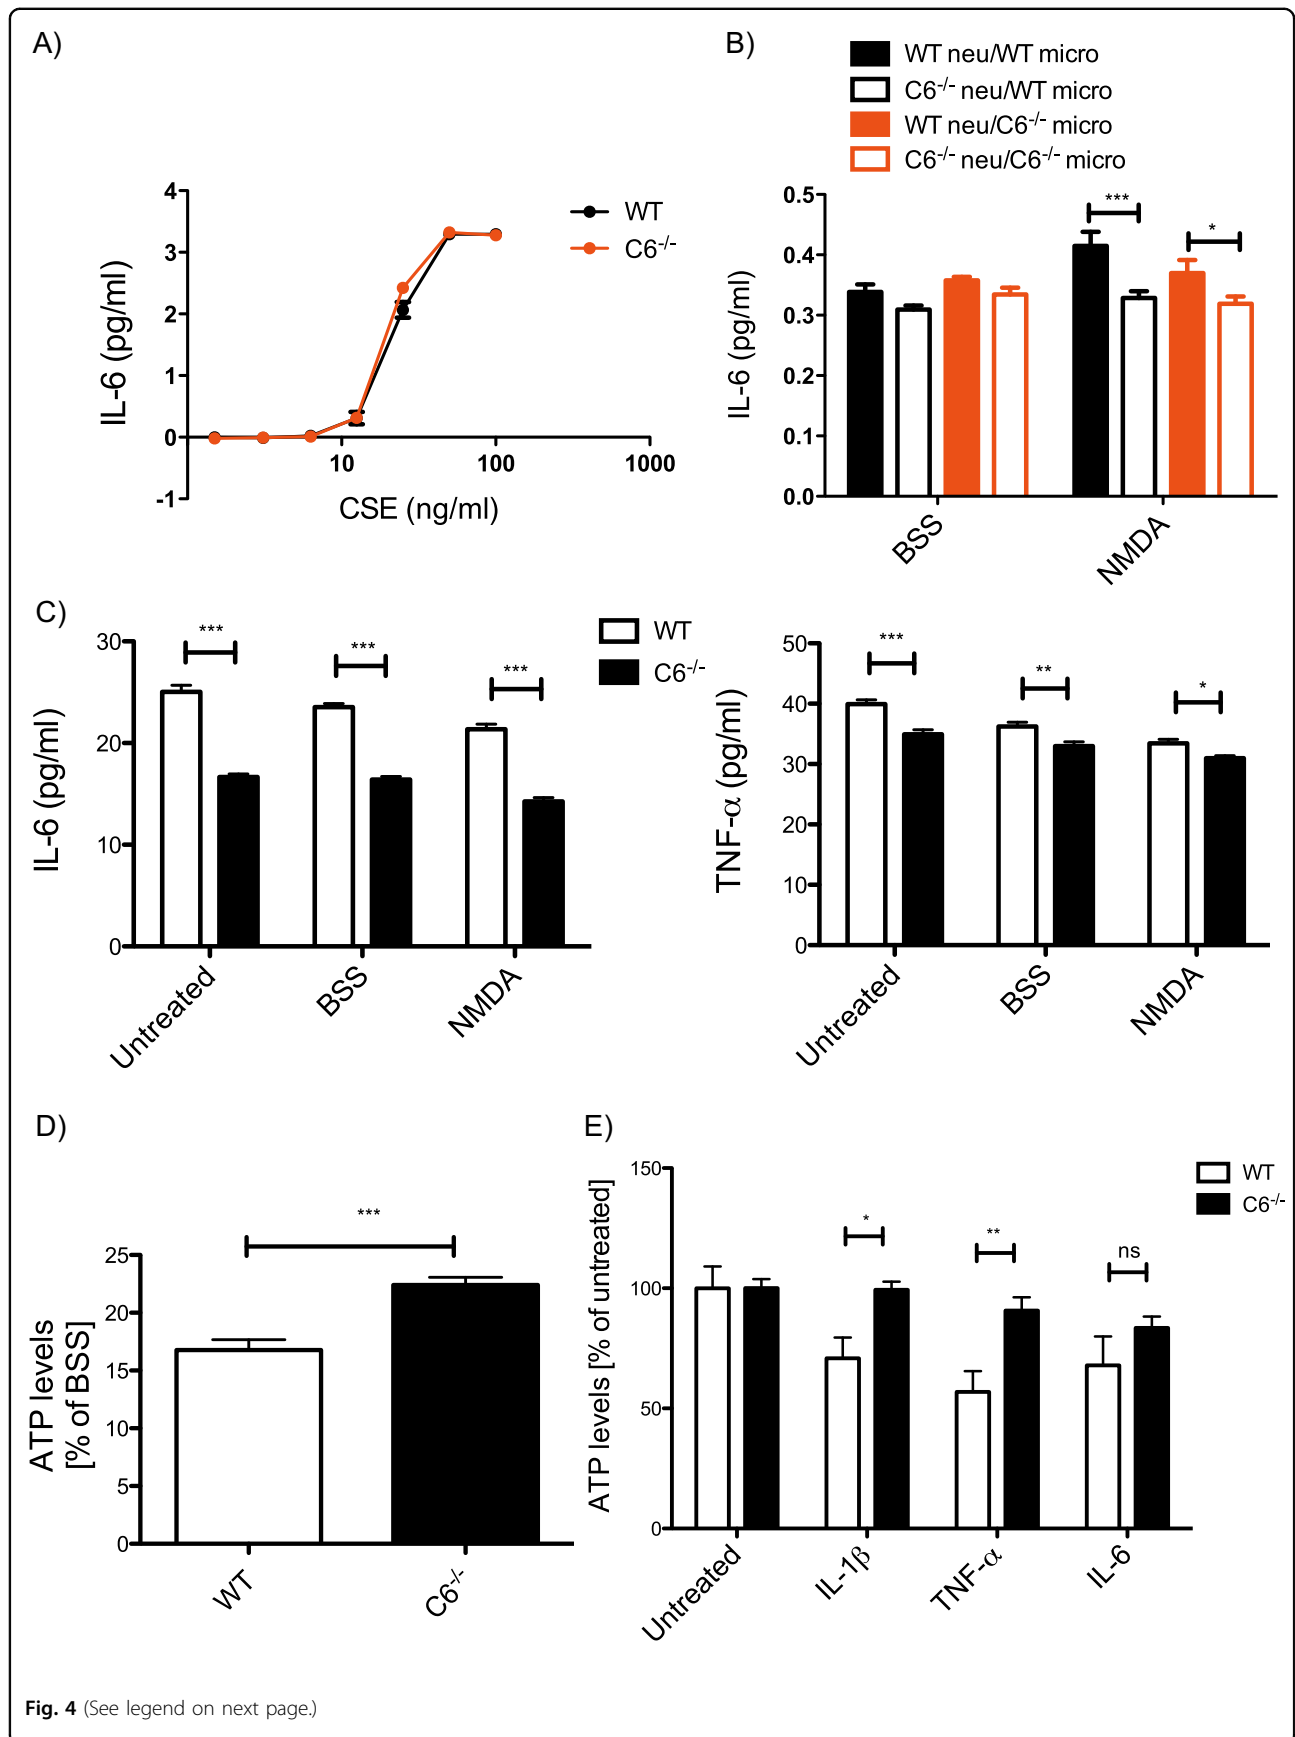 A)
4
3
2
1
0
-1
10
100
1000
IL-6 (pg/ml)
CSE (ng/ml)
WT
C6-/-
B)
WT neu/WT micro
C6-/- neu/WT micro
WT neu/C6-/- micro
C6-/- neu/C6-/- micro
0.5
0.4
0.3
0.2
0.1
0.0
IL-6 (pg/ml)
***
*
BSS
NMDA
C)
30
20
10
0
IL-6 (pg/ml)
***
***
***
WT
C6-/-
Untreated
BSS
NMDA
50
40
30
20
10
0
TNF-α (pg/ml)
***
**
*
Untreated
BSS
NMDA
D)
25
20
15
10
5
0
ATP levels
[% of BSS]
***
WT
C6-/-
E)
150
100
50
0
ATP levels [% of untreated]
*
**
ns
WT
C6-/-
Untreated
IL-1β
TNF-α
IL-6
Fig. 4 (See legend on next page.)